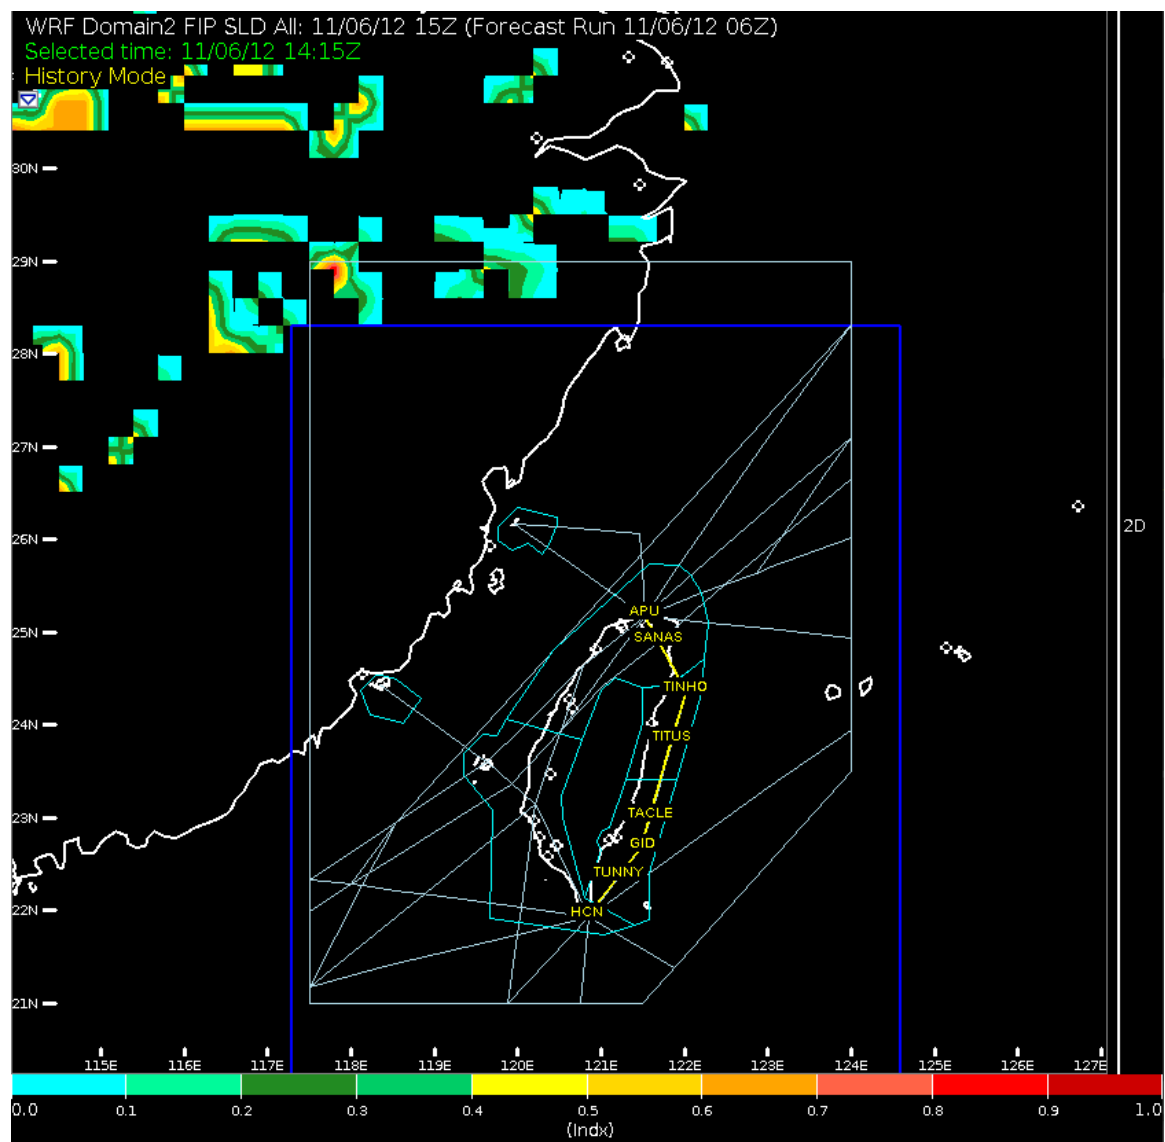 WRF Domain2 FIP SLD All: 11/06/12 15Z (Forecast Run 11/06/12 06Z)
Selected time: 11/06/12 14:15Z
History Mode
30N
29N
28N
27N
26N
2D
APU
25N
SANAS
TINHO
24N
TITUS
23N
TACLE
GID
TUNNY
22N
HCN
21N
115E 116E 117E 118E 119E 120E 121E 122E 123E 124E 125E 126E 127E
0.0 0.1 0.2 0.3 0.4 0.5 0.6 0.7 0.8 0.9 1.0
(Indx)